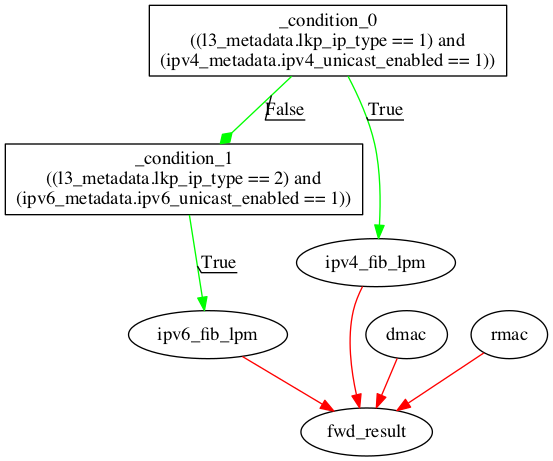 _condition_0
((l3_metadata.lkp_ip_type == 1) and
(ipv4_metadata.ipv4_unicast_enabled == 1))
False
True
_condition_1
((l3_metadata.lkp_ip_type == 2) and
(ipv6_metadata.ipv6_unicast_enabled == 1))
True
ipv4_fib_lpm
ipv6_fib_lpm
dmac
rmac
fwd_result